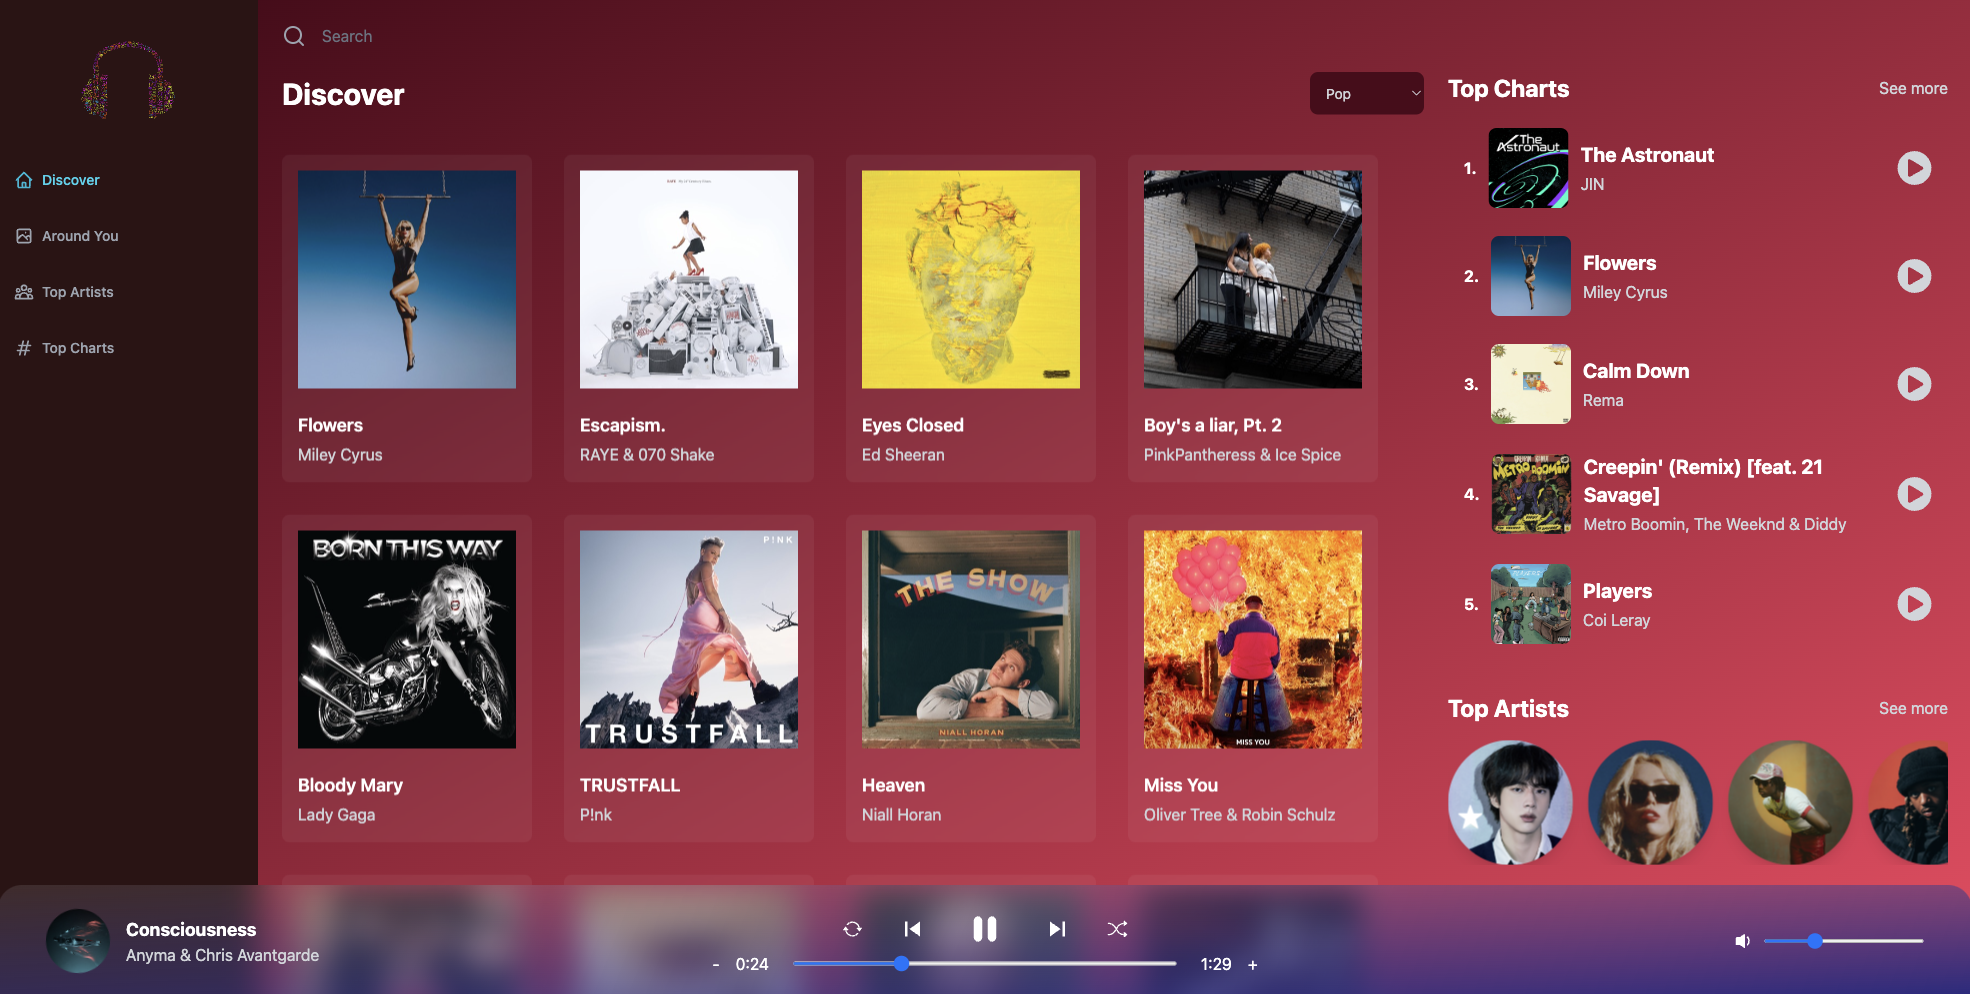 Search
Discover
Pop
Discover
Around You
Top Artists
Top Charts
Flowers
Miley Cyrus
Escapism.
RAYE & 070 Shake
Eyes Closed
Ed Sheeran
Boy's a liar, Pt. 2
PinkPantheress & Ice Spice
BORN THIS WAY
Bloody Mary
Lady Gaga
P!NK
TRUSTFALL
TRUSTFALL
P!nk
THE SHOW
NIALL HORAN
Heaven
Niall Horan
MISS YOU
Miss You
Oliver Tree & Robin Schulz
Top Charts
See more
1.
The Astronaut
The Astronaut
JIN
2.
Flowers
Miley Cyrus
3.
Calm Down
Rema
4.
METRO BOOMIN
Creepin' (Remix) [feat. 21
Savage]
Metro Boomin, The Weeknd & Diddy
5.
Players
Coi Leray
Top Artists
See more
Consciousness
Anyma & Chris Avantgarde
- 0:24
1:29 +